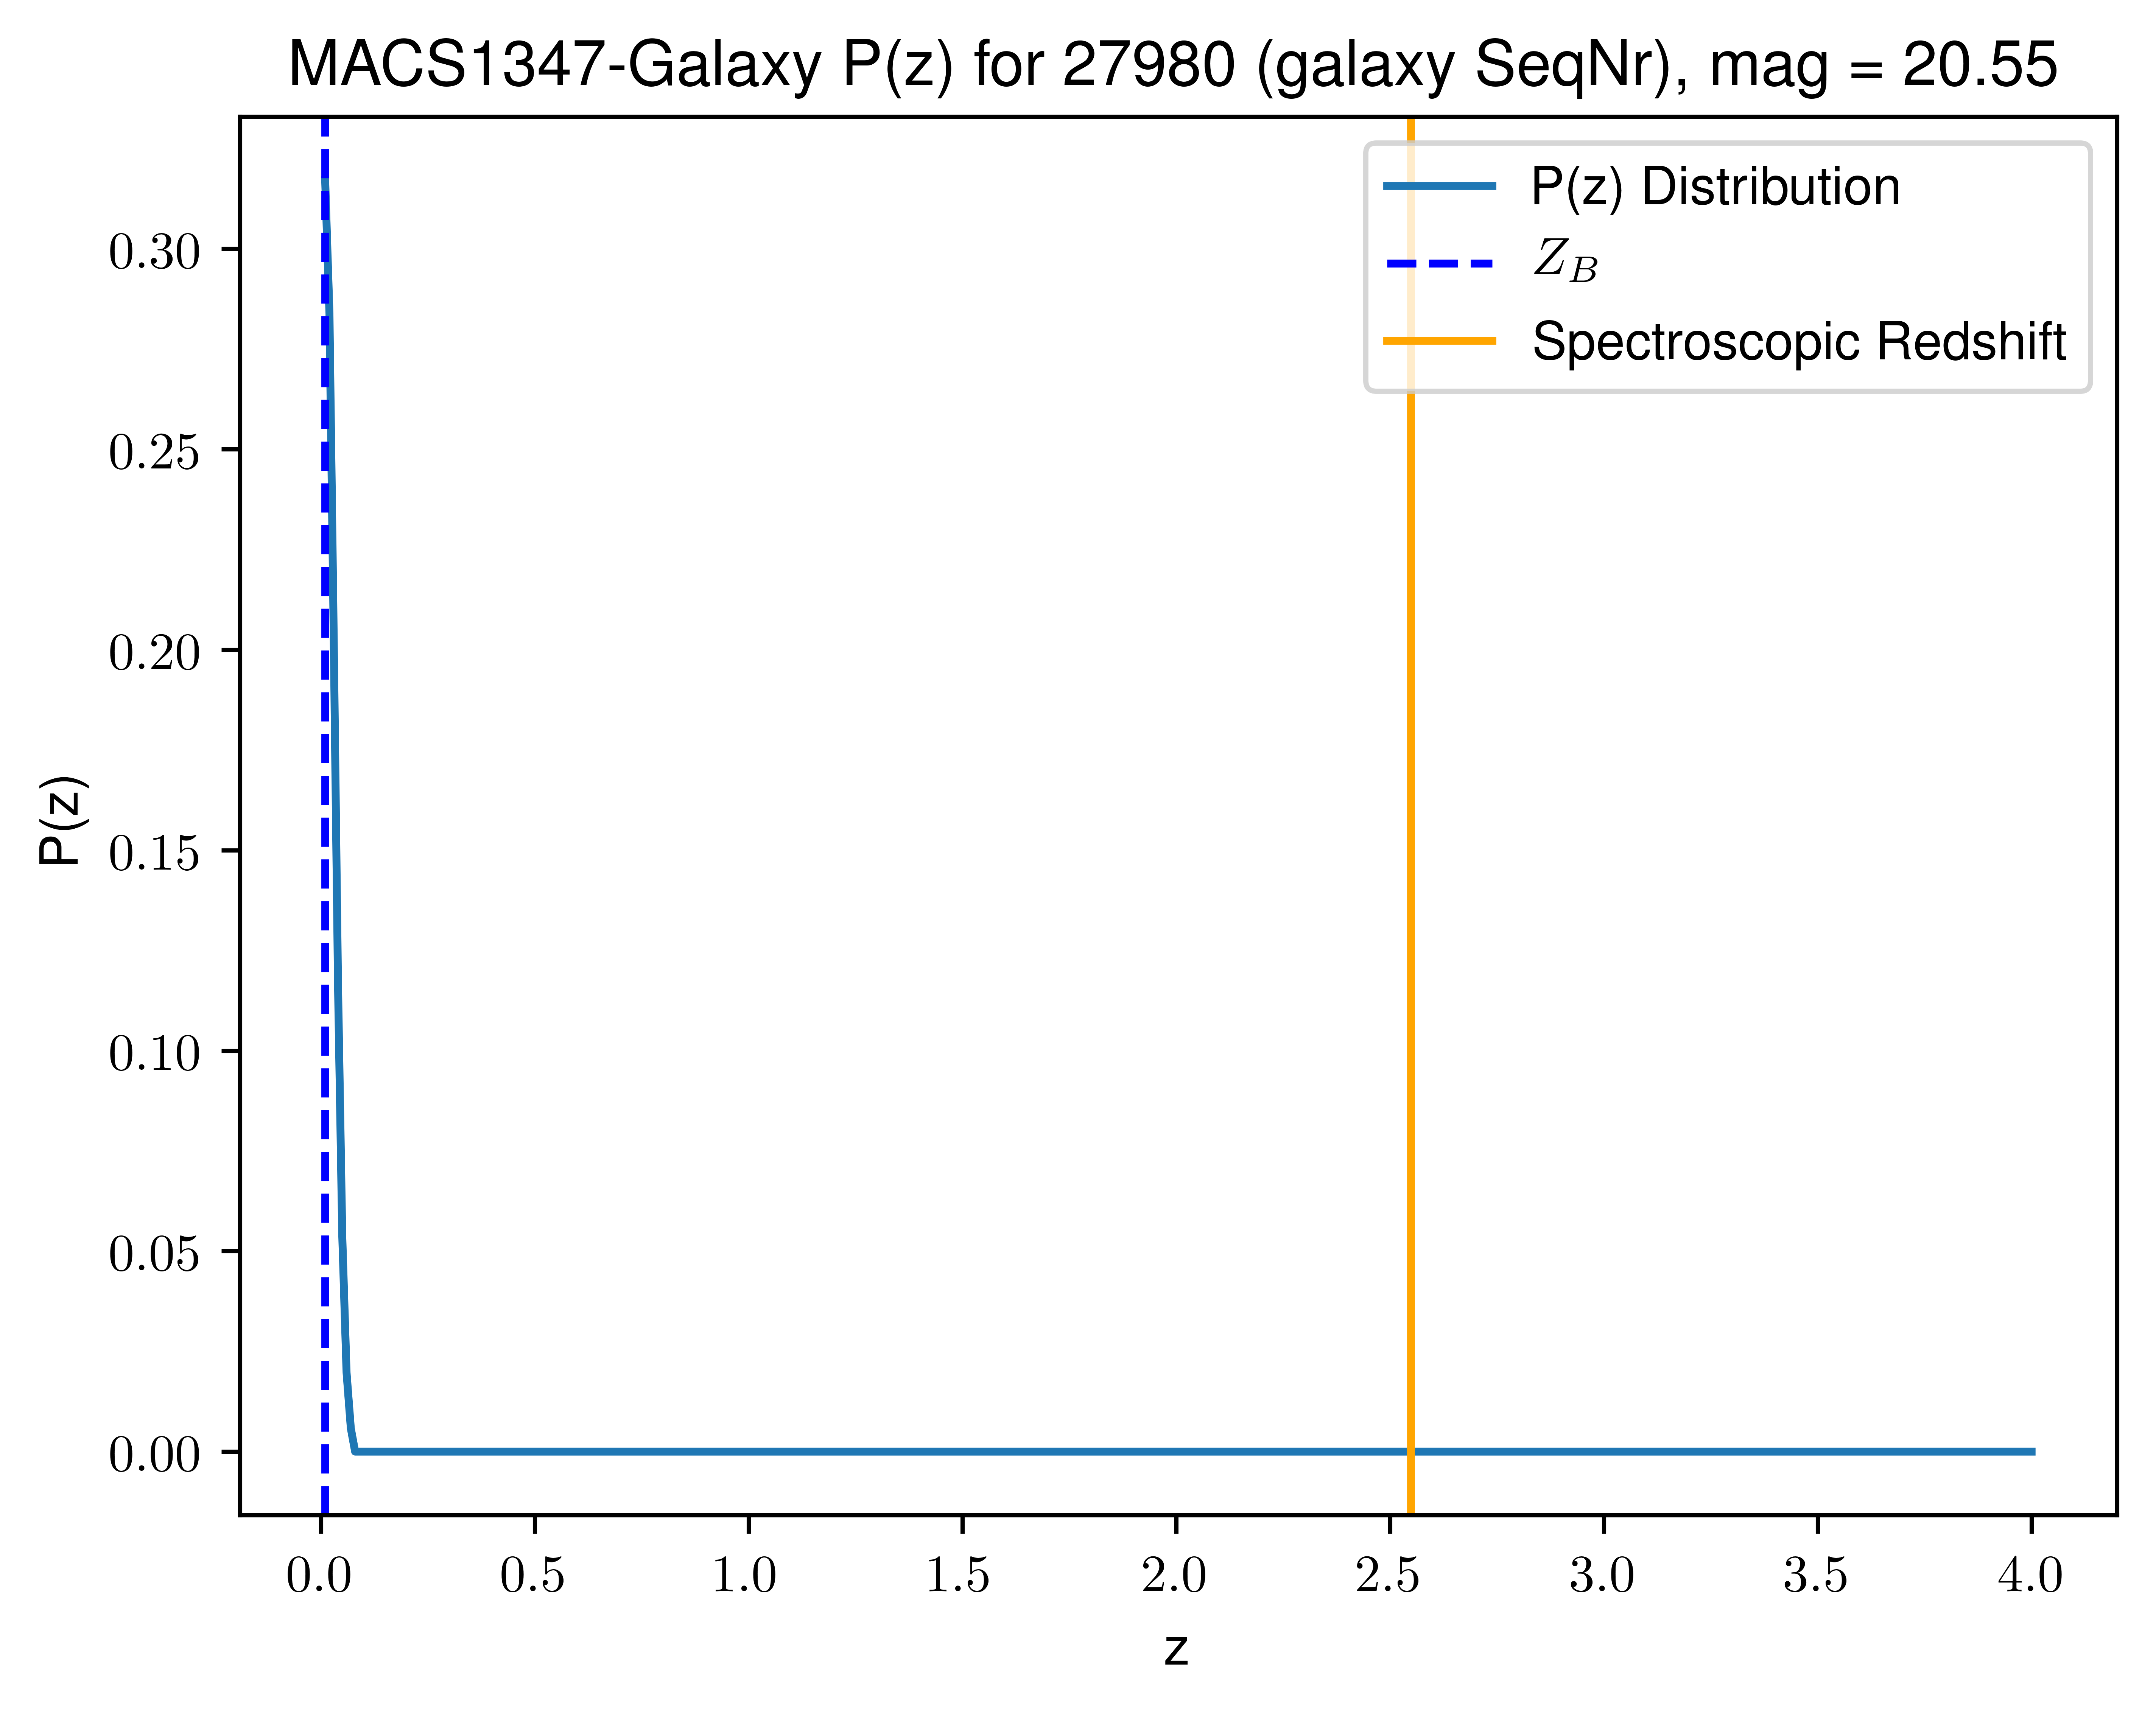 MACS1347-Galaxy P(z) for 27980 (galaxy SeqNr), mag = 20.55
P(z) Distribution
Z_B
Spectroscopic Redshift
0.30
0.25
0.20
0.15
0.10
0.05
0.00
P(z)
0.0 0.5 1.0 1.5 2.0 2.5 3.0 3.5 4.0
z